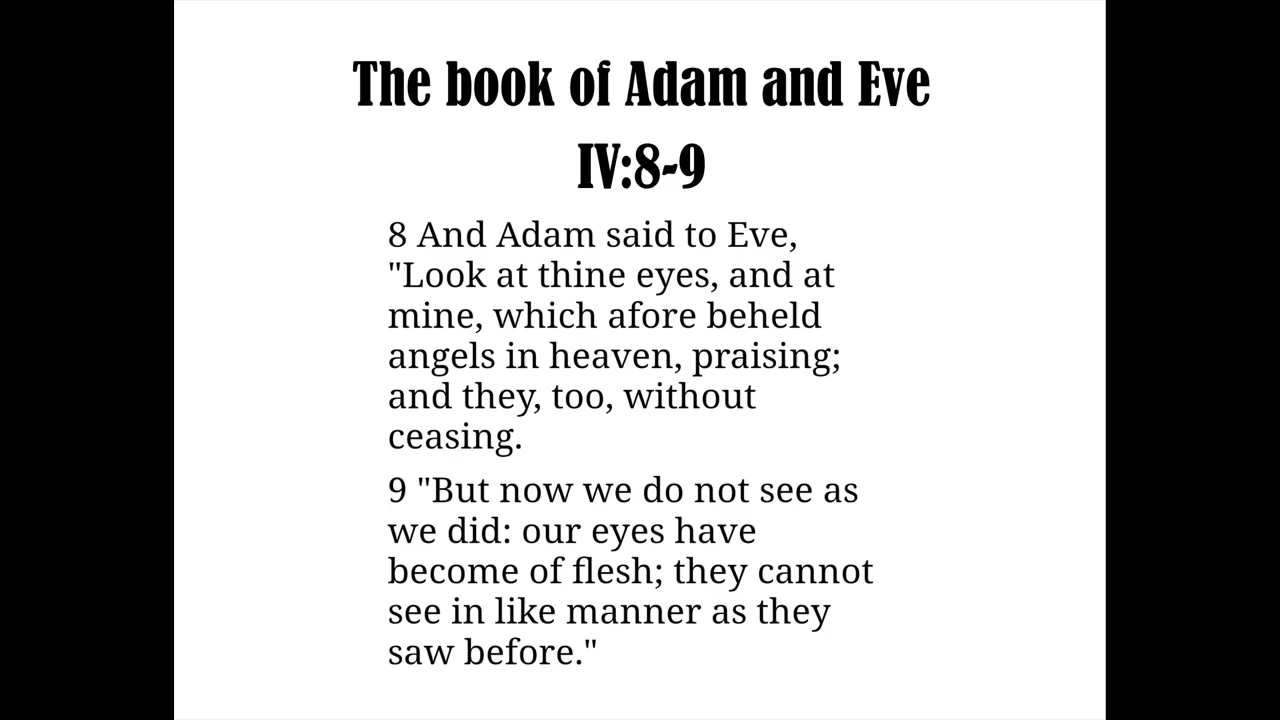 The book of Adam and Eve
IV:8-9
8 And Adam said to Eve,
"Look at thine eyes, and at
mine, which afore beheld
angels in heaven, praising;
and they, too, without
ceasing.
9 "But now we do not see as
we did: our eyes have
become of flesh; they cannot
see in like manner as they
saw before."